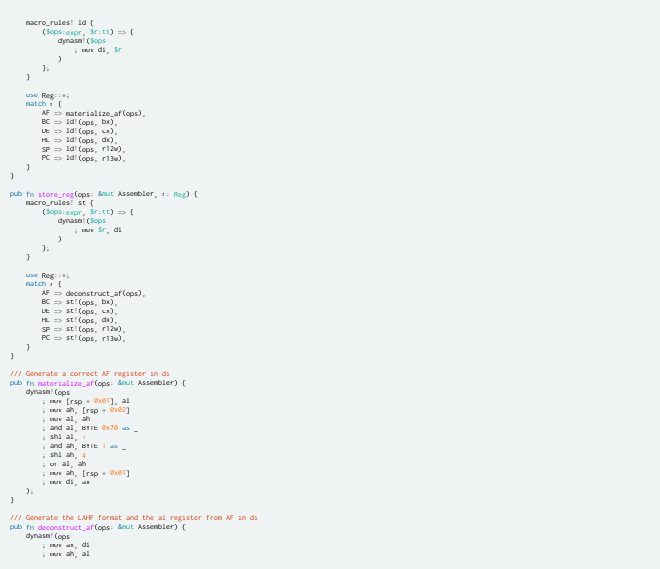 macro_rules! ld {
($ops:expr, $r:tt) => {
dynasm!($ops
; mov di, $r
)
};
}
use Reg::*;
match r {
AF => materialize_af(ops),
BC => ld!(ops, bx),
DE => ld!(ops, cx),
HL => ld!(ops, dx),
SP => ld!(ops, r12w),
PC => ld!(ops, r13w),
}
}
pub fn store_reg(ops: &mut Assembler, r: Reg) {
macro_rules! st {
($ops:expr, $r:tt) => {
dynasm!($ops
; mov $r, di
)
};
}
use Reg::*;
match r {
AF => deconstruct_af(ops),
BC => st!(ops, bx),
DE => st!(ops, cx),
HL => st!(ops, dx),
SP => st!(ops, r12w),
PC => st!(ops, r13w),
}
}
/// Generate a correct AF register in di
pub fn materialize_af(ops: &mut Assembler) {
dynasm!(ops
; mov [rsp + 0x01], al
; mov ah, [rsp + 0x02]
; mov al, ah
; and al, BYTE 0x70 as _
; shl al, 1
; and ah, BYTE 1 as _
; shl ah, 4
; or al, ah
; mov ah, [rsp + 0x01]
; mov di, ax
);
}
/// Generate the LAHF format and the al register from AF in di
pub fn deconstruct_af(ops: &mut Assembler) {
dynasm!(ops
; mov ax, di
; mov ah, al